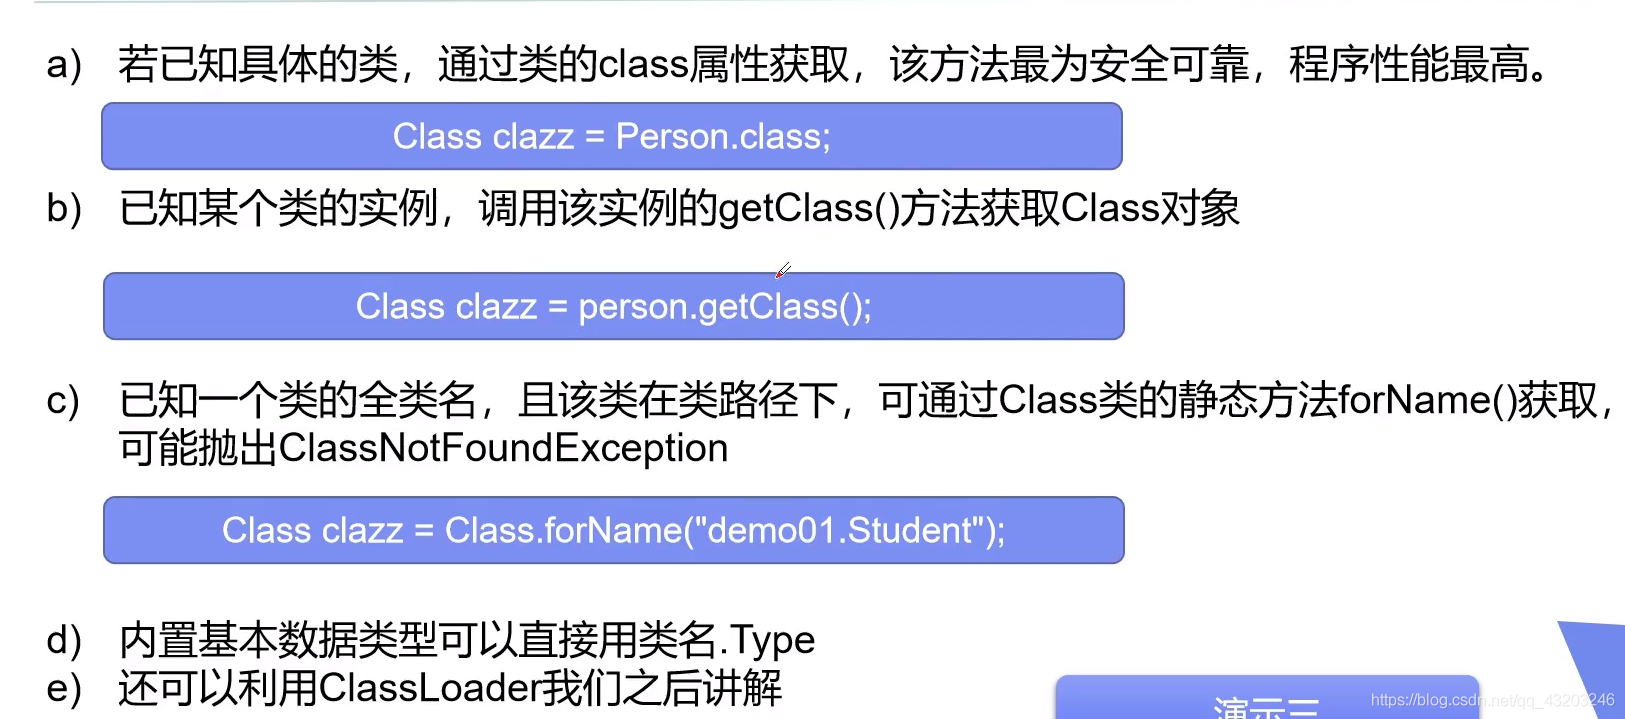 a) 若已知具体的类，通过类的class属性获取，该方法最为安全可靠，程序性能最高。
Class clazz = Person.class;
b) 已知某个类的实例，调用该实例的getClass()方法获取Class对象
Class clazz = person.getClass();
c) 已知一个类的全类名，且该类在类路径下，可通过Class类的静态方法forName()获取，
可能抛出ClassNotFoundException
Class clazz = Class.forName("demo01.Student");
d) 内置基本数据类型可以直接用类名.Type
e) 还可以利用ClassLoader我们之后讲解
演示三
https://blog.csdn.net/qq_43203246